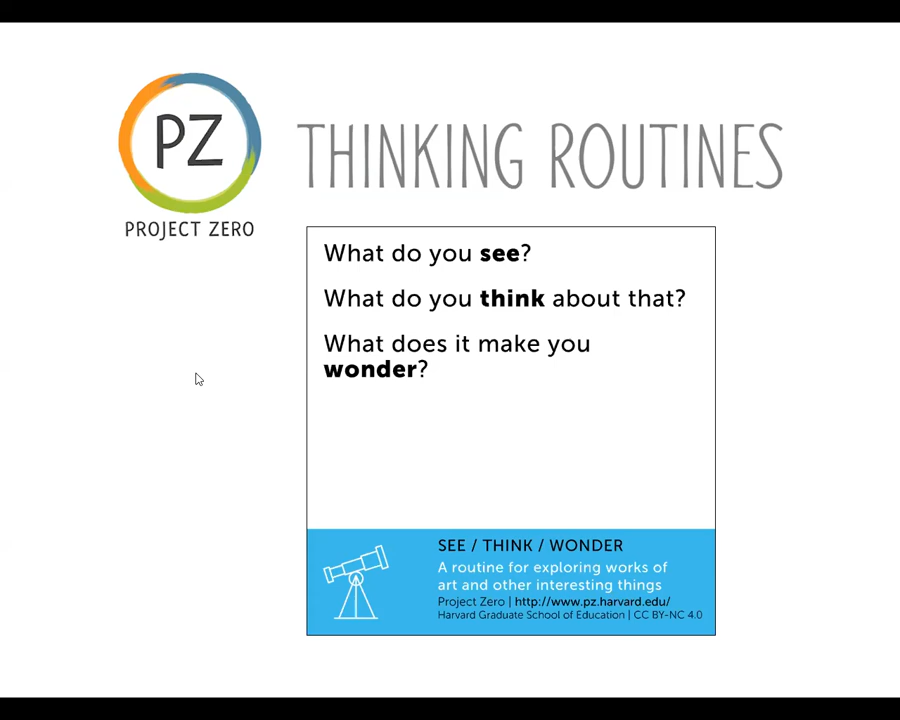 PZ
PROJECT ZERO
THINKING ROUTINES
What do you see?
What do you think about that?
What does it make you
wonder?
SEE / THINK / WONDER
A routine for exploring works of
art and other interesting things
Project Zero | http://www.pz.harvard.edu/
Harvard Graduate School of Education | CC BY-NC 4.0